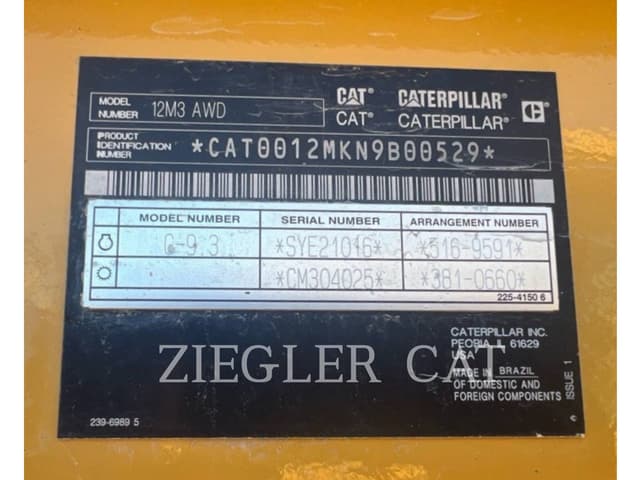 MODEL NUMBER 12M3 AWD
CAT® CATERPILLAR®
CAT® CATERPILLAR®
PRODUCT IDENTIFICATION NUMBER *CAT0012MKN9B00529*
MODEL NUMBER SERIAL NUMBER ARRANGEMENT NUMBER
C-9.3 *SYE21016* *516-9591*
*CM304025* *381-0660*
225-4150 6
CATERPILLAR INC.
PEORIA IL 61629
USA
MADE IN BRAZIL
OF DOMESTIC AND
FOREIGN COMPONENTS
ISSUE 1
ZIEGLER CAT
239-6989 5